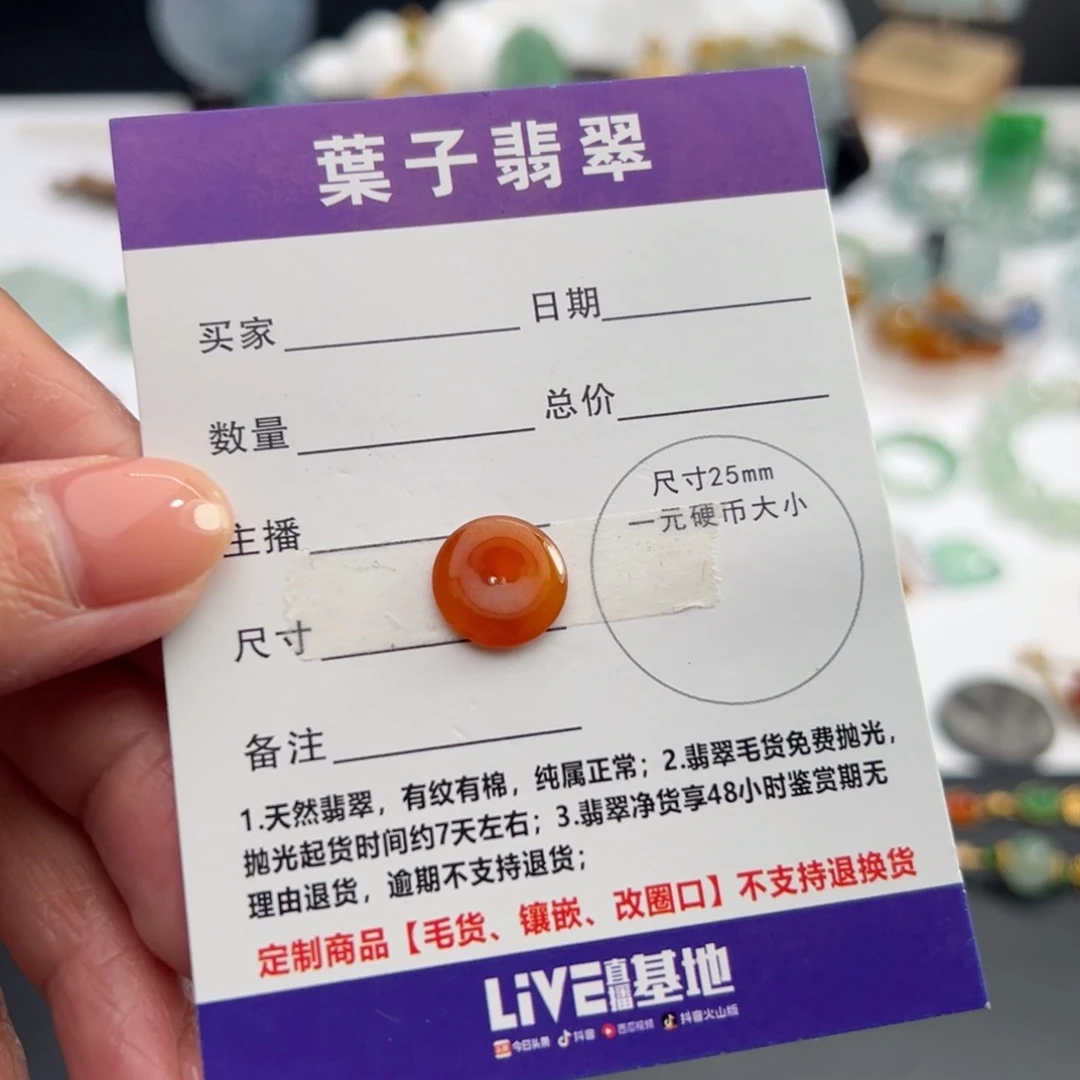 葉子翡翠
买家
日期
数量
总价
主播
尺寸25mm
一元硬币大小
尺寸
备注
1.天然翡翠，有纹有棉，纯属正常；2.翡翠毛货免费抛光，
抛光起货时间约7天左右；3.翡翠净货享48小时鉴赏期无
理由退货，逾期不支持退货；
定制商品【毛货、镶嵌、改圈口】不支持退换货
LiVE直播基地
头条 今日头条 抖音 西瓜视频 抖音火山版